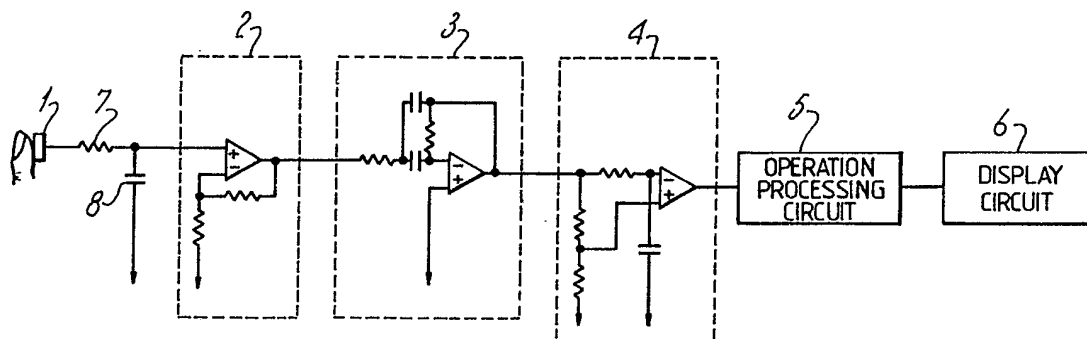 2
3
4
1
7
5
6
8
OPERATION
PROCESSING
CIRCUIT
DISPLAY
CIRCUIT